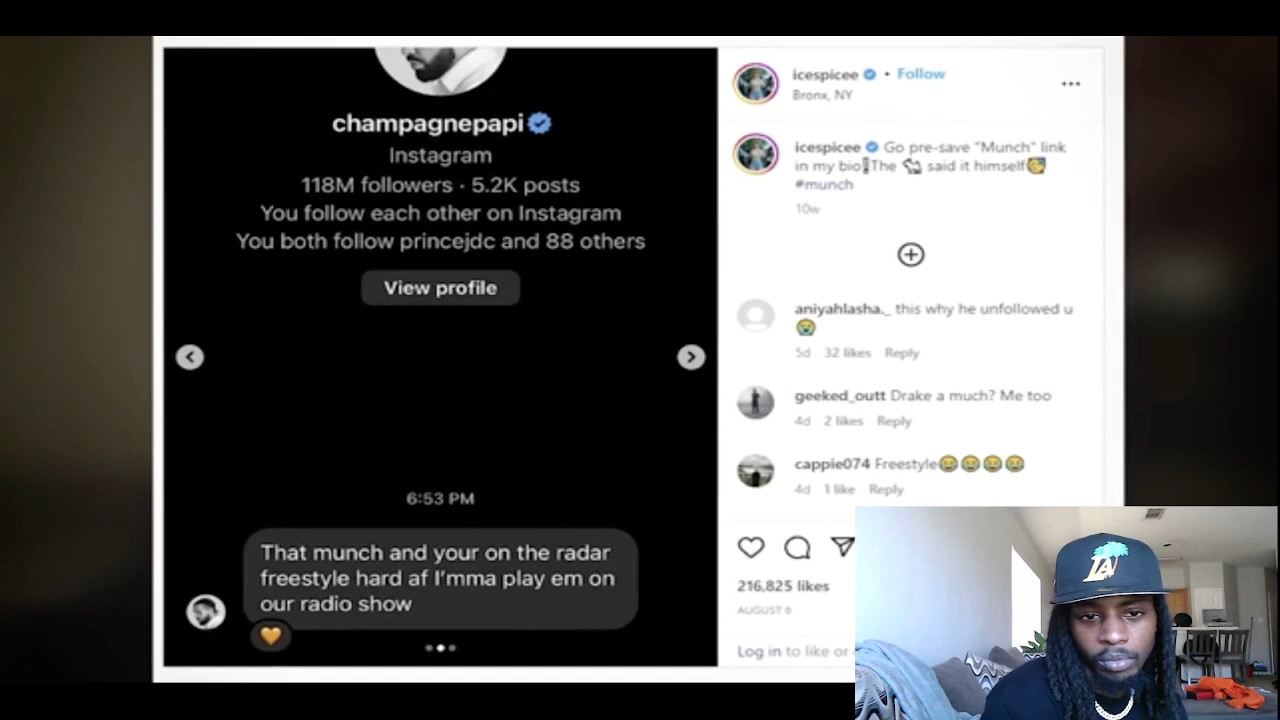 champagnepapi
Instagram
118M followers · 5.2K posts
You follow each other on Instagram
You both follow princejdc and 88 others
View profile
6:53 PM
That munch and your on the radar
freestyle hard af I'mma play em on
our radio show
icespicee • Follow
Bronx, NY
icespicee Go pre-save "Munch" link
in my bio The said it himself
#munch
10w
aniyahlasha._ this why he unfollowed u
😭
5d 32 likes Reply
geeked_outt Drake a much? Me too
4d 2 likes Reply
cappie074 Freestyle😂😂😂😂
4d 1 like Reply
216,825 likes
AUGUST 6
Log in to like or
LA